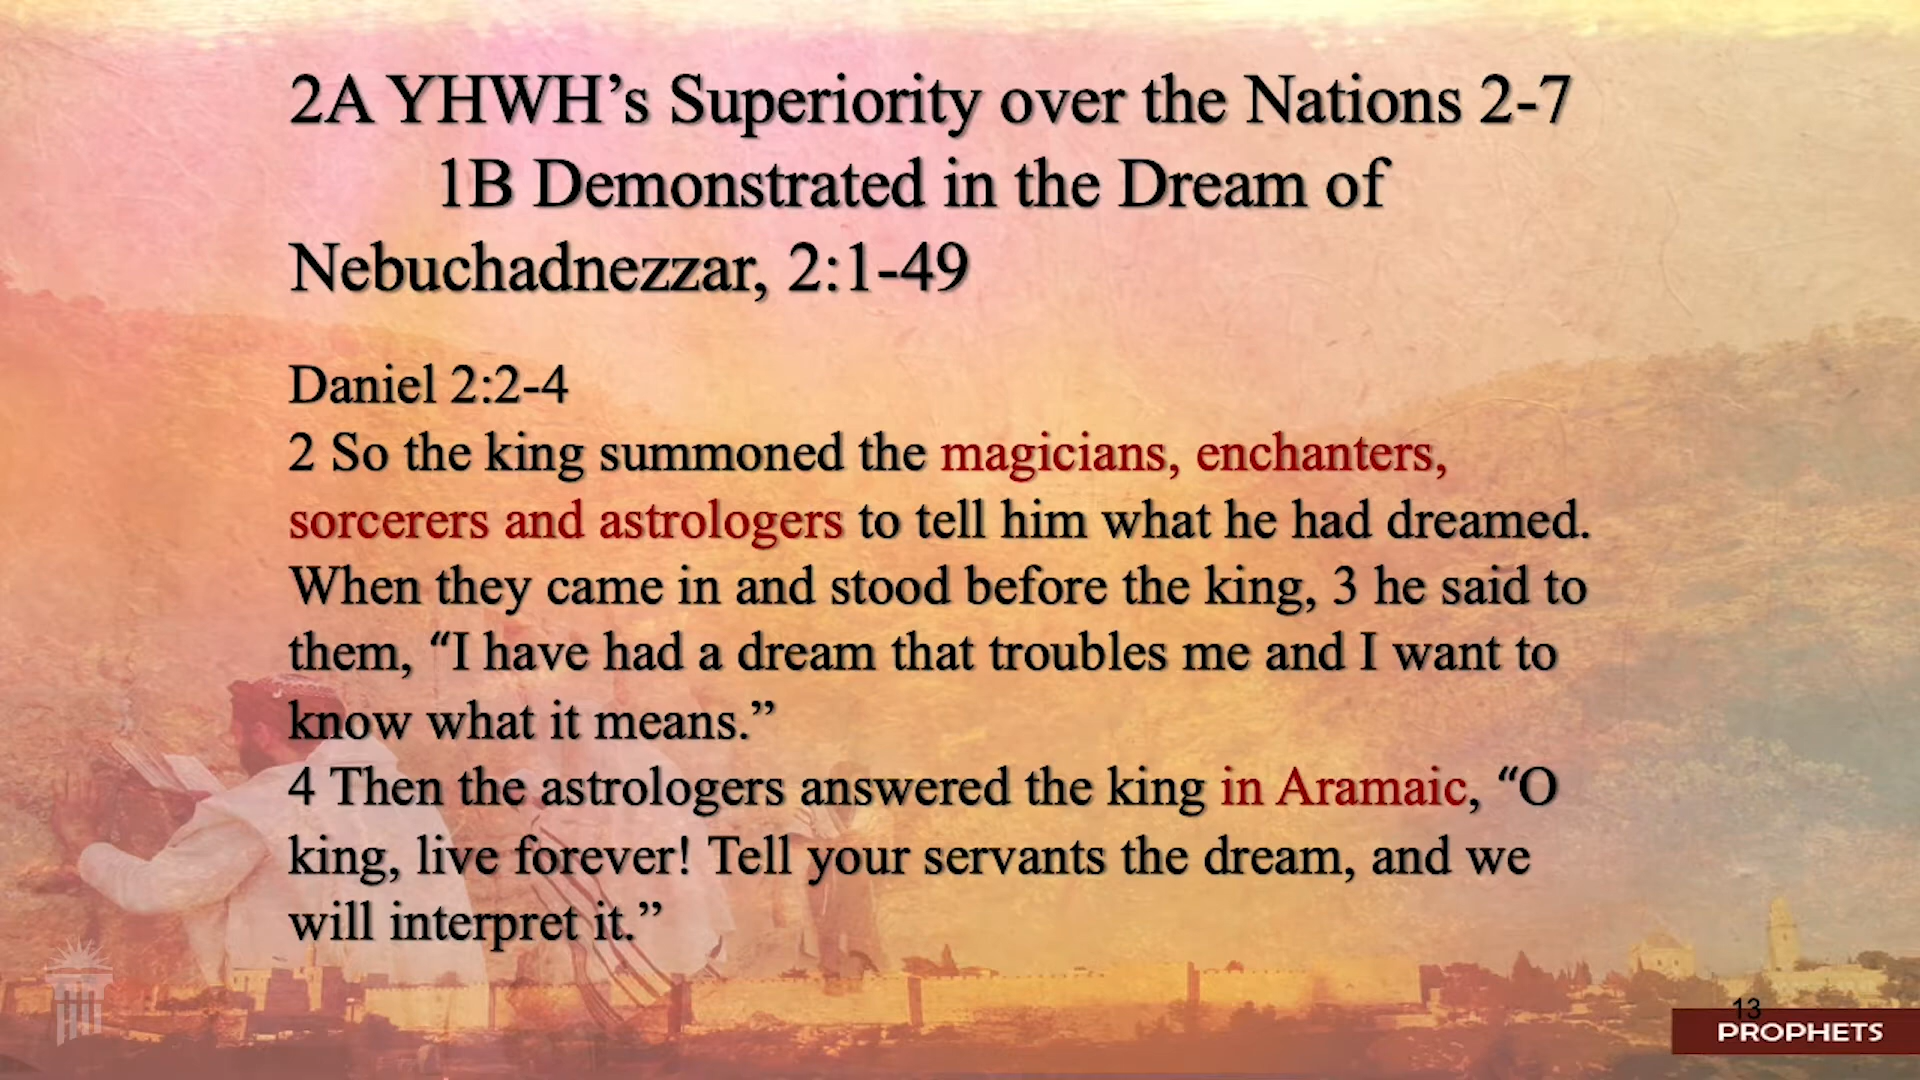 2A YHWH’s Superiority over the Nations 2-7
1B Demonstrated in the Dream of
Nebuchadnezzar, 2:1-49
Daniel 2:2-4
2 So the king summoned the magicians, enchanters,
sorcerers and astrologers to tell him what he had dreamed.
When they came in and stood before the king, 3 he said to
them, “I have had a dream that troubles me and I want to
know what it means.”
4 Then the astrologers answered the king in Aramaic, “O
king, live forever! Tell your servants the dream, and we
will interpret it.”
13
PROPHETS